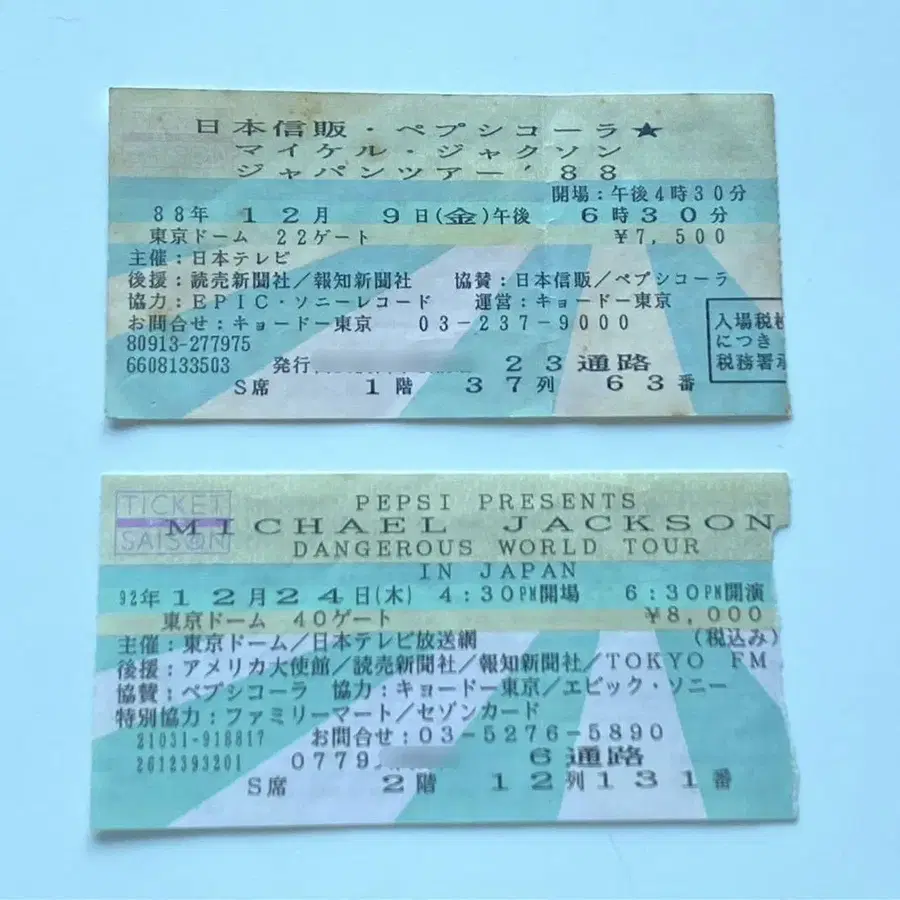 日本信販・ペプシコーラ★
マイケル・ジャクソン
ジャパンツアー'88
開場：午後4時30分
88年 12月 9日(金)午後 6時30分
東京ドーム 22ゲート ¥7,500
主催：日本テレビ
後援：読売新聞社／報知新聞社 協賛：日本信販／ペプシコーラ
協力：EPIC・ソニーレコード 運営：キョードー東京
お問合せ：キョードー東京 03-237-9000
80913-277975
6608133503 発行 23通路
S席 1階 37列 63番
入場税
につき
税務署承
TICKET
SAISON
PEPSI PRESENTS
MICHAEL JACKSON
DANGEROUS WORLD TOUR
IN JAPAN
92年12月24日(木) 4:30PM開場 6:30PM開演
東京ドーム 40ゲート ¥8,000
主催：東京ドーム／日本テレビ放送網 (税込み)
後援：アメリカ大使館／読売新聞社／報知新聞社／TOKYO FM
協賛：ペプシコーラ 協力：キョードー東京／エピック・ソニー
特別協力：ファミリーマート／セゾンカード
21031-918817 お問合せ：03-5276-5890
2612393201 0779 6通路
S席 2階 12列131番